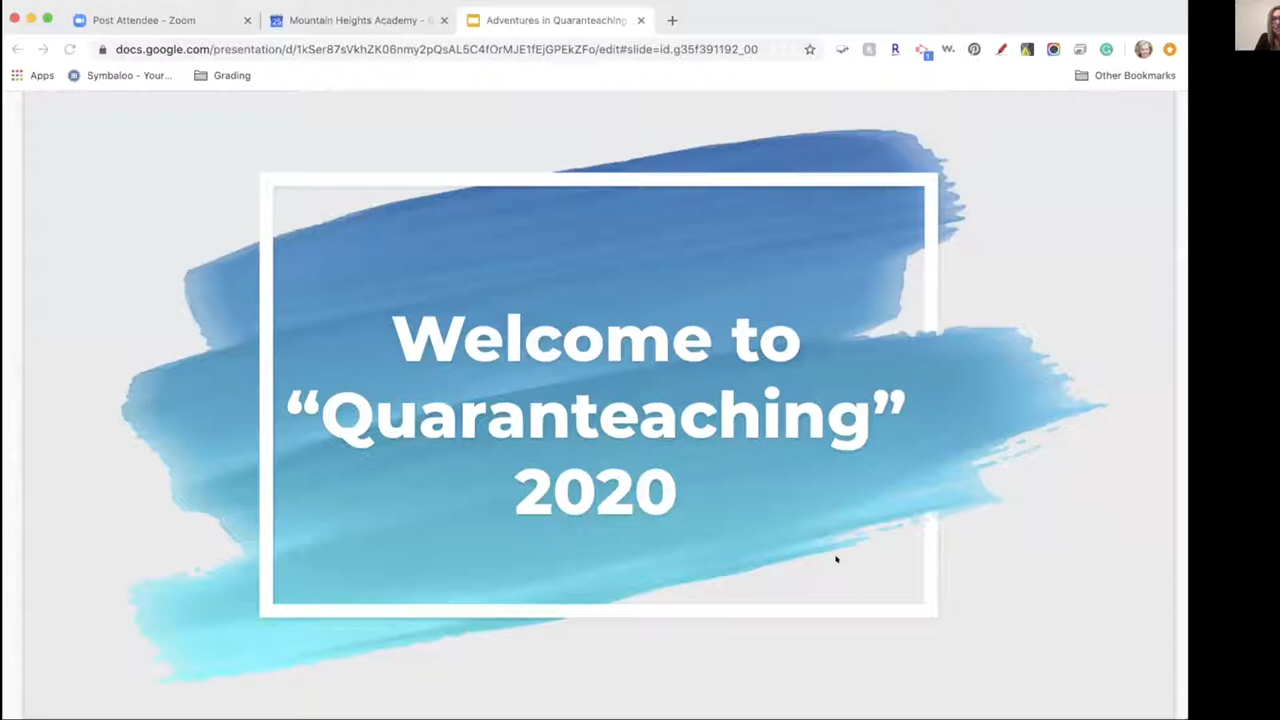 Post Attendee - Zoom
Mountain Heights Academy -
Adventures in Quaranteaching
docs.google.com/presentation/d/1kSer87sVkhZK06nmy2pQsAL5C4fOrMJE1fEjGPEkZFo/edit#slide=id.g35f391192_00
Apps
Symbaloo - Your...
Grading
Other Bookmarks
Welcome to
“Quaranteaching”
2020